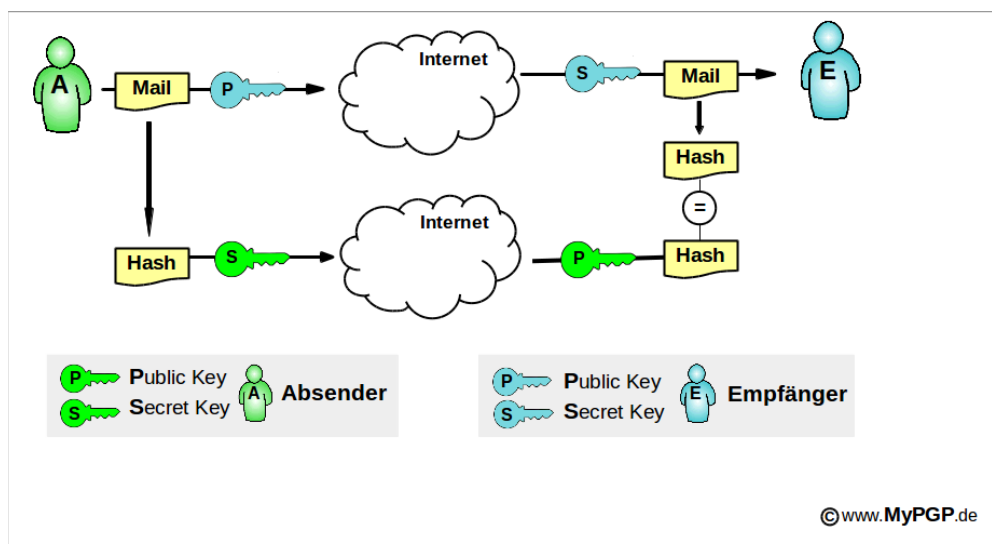 A
Mail
P
Internet
S
Mail
E
Hash
=
Hash
S
Internet
P
Hash
P Public Key
S Secret Key
A Absender
P Public Key
S Secret Key
E Empfänger
© www.MyPGP.de